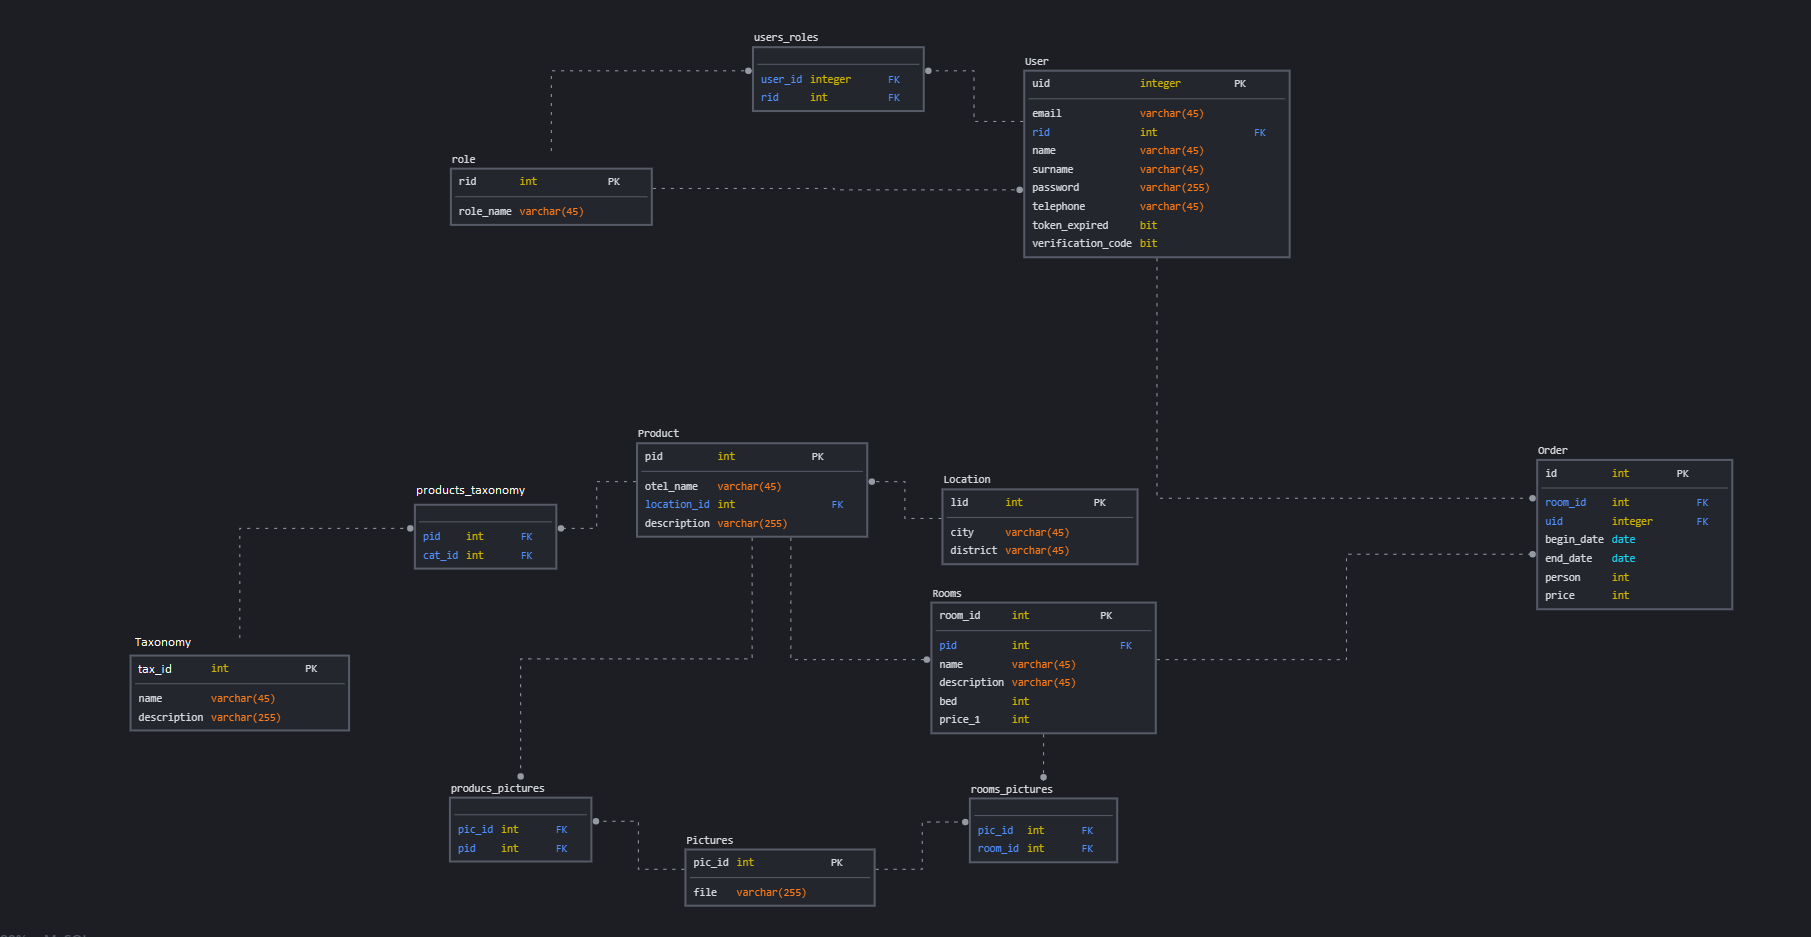 users_roles
user_id integer FK
rid int FK
User
uid integer PK
email varchar(45)
rid int FK
name varchar(45)
surname varchar(45)
password varchar(255)
telephone varchar(45)
token_expired bit
verification_code bit
role
rid int PK
role_name varchar(45)
Product
pid int PK
otel_name varchar(45)
location_id int FK
description varchar(255)
Order
id int PK
room_id int FK
uid integer FK
begin_date date
end_date date
person int
price int
Location
lid int PK
city varchar(45)
district varchar(45)
products_taxonomy
pid int FK
cat_id int FK
Rooms
room_id int PK
pid int FK
name varchar(45)
description varchar(45)
bed int
price_1 int
Taxonomy
tax_id int PK
name varchar(45)
description varchar(255)
producs_pictures
pic_id int FK
pid int FK
rooms_pictures
pic_id int FK
room_id int FK
Pictures
pic_id int PK
file varchar(255)